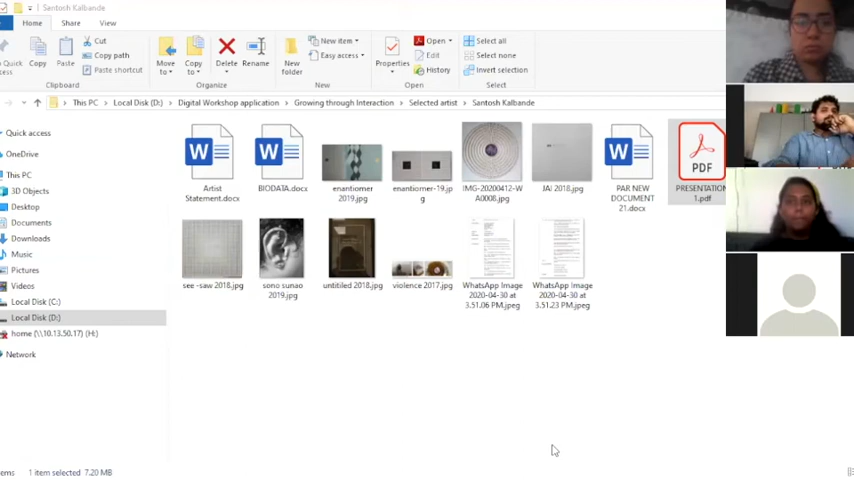 Santosh Kalbande
Home Share View
Cut
Copy path
Paste shortcut
Copy Paste
Clipboard
Move to
Copy to
Delete
Rename
Organize
New folder
New item
Easy access
New
Properties
Open
Edit
History
Open
Select all
Select none
Invert selection
Select
This PC Local Disk (D:) Digital Workshop application Growing through Interaction Selected artist Santosh Kalbande
Quick access
OneDrive
This PC
3D Objects
Desktop
Documents
Downloads
Music
Pictures
Videos
Local Disk (C:)
Local Disk (D:)
home (\\10.13.50.17) (H:)
Network
Artist
Statement.docx
BIODATA.docx
enantiomer
2019.jpg
enantiomer-19.jp
g
IMG-20200412-W
A0008.jpg
JAI 2018.jpg
PAR NEW
DOCUMENT
21.docx
PDF
PRESENTATION
1.pdf
see -saw 2018.jpg
sono sunao
2019.jpg
untitiled 2018.jpg
violence 2017.jpg
WhatsApp Image
2020-04-30 at
3.51.06 PM.jpeg
WhatsApp Image
2020-04-30 at
3.51.23 PM.jpeg
1 item selected 7.20 MB